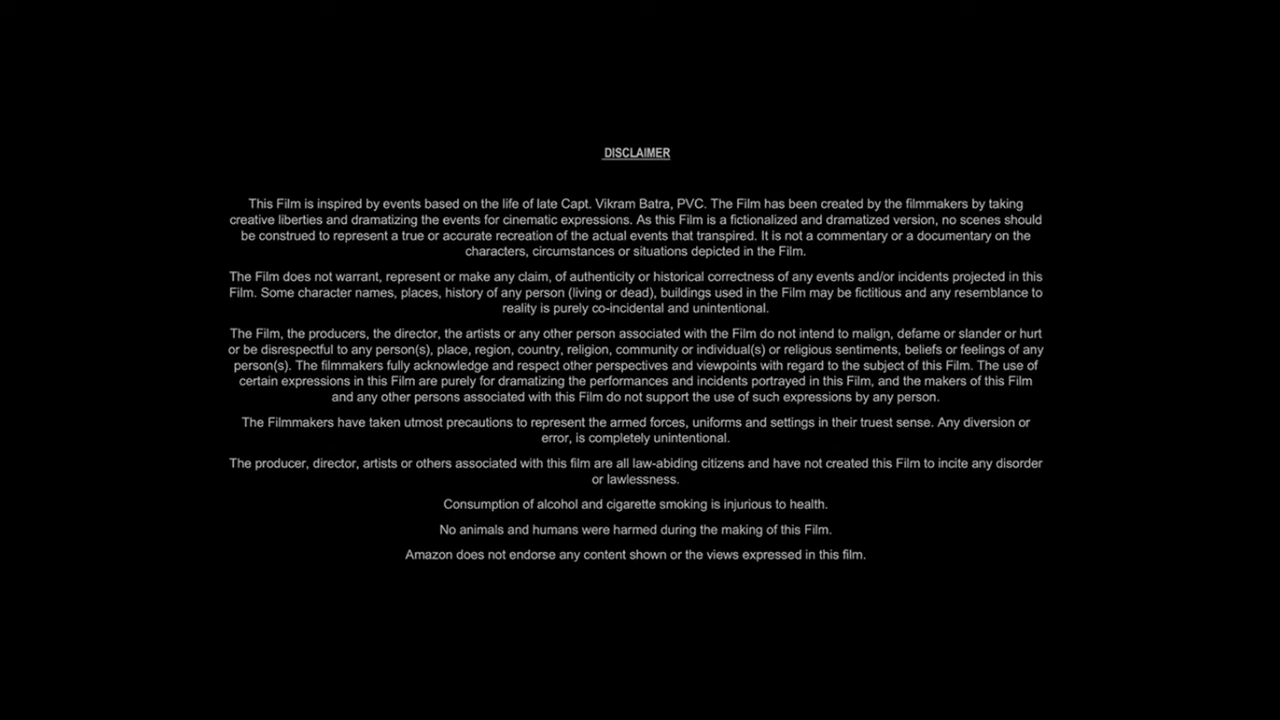 DISCLAIMER
This Film is inspired by events based on the life of late Capt. Vikram Batra, PVC. The Film has been created by the filmmakers by taking
creative liberties and dramatizing the events for cinematic expressions. As this Film is a fictionalized and dramatized version, no scenes should
be construed to represent a true or accurate recreation of the actual events that transpired. It is not a commentary or a documentary on the
characters, circumstances or situations depicted in the Film.
The Film does not warrant, represent or make any claim, of authenticity or historical correctness of any events and/or incidents projected in this
Film. Some character names, places, history of any person (living or dead), buildings used in the Film may be fictitious and any resemblance to
reality is purely co-incidental and unintentional.
The Film, the producers, the director, the artists or any other person associated with the Film do not intend to malign, defame or slander or hurt
or be disrespectful to any person(s), place, region, country, religion, community or individual(s) or religious sentiments, beliefs or feelings of any
person(s). The filmmakers fully acknowledge and respect other perspectives and viewpoints with regard to the subject of this Film. The use of
certain expressions in this Film are purely for dramatizing the performances and incidents portrayed in this Film, and the makers of this Film
and any other persons associated with this Film do not support the use of such expressions by any person.
The Filmmakers have taken utmost precautions to represent the armed forces, uniforms and settings in their truest sense. Any diversion or
error, is completely unintentional.
The producer, director, artists or others associated with this film are all law-abiding citizens and have not created this Film to incite any disorder
or lawlessness.
Consumption of alcohol and cigarette smoking is injurious to health.
No animals and humans were harmed during the making of this Film.
Amazon does not endorse any content shown or the views expressed in this film.